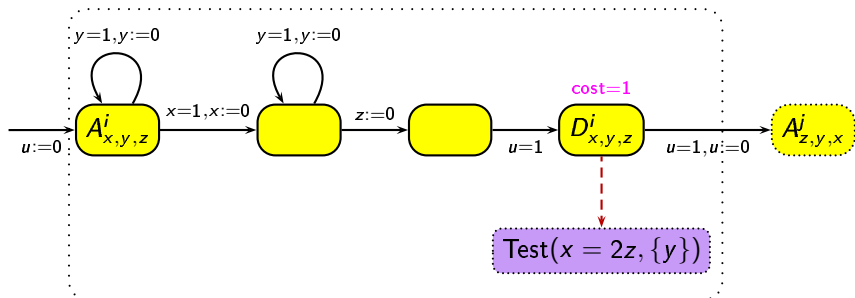 y=1,y:=0
y=1,y:=0
cost=1
u:=0
A^i_{x,y,z}
x=1,x:=0
z:=0
u=1
D^i_{x,y,z}
u=1,u:=0
A^j_{z,y,x}
Test(x = 2z, {y})